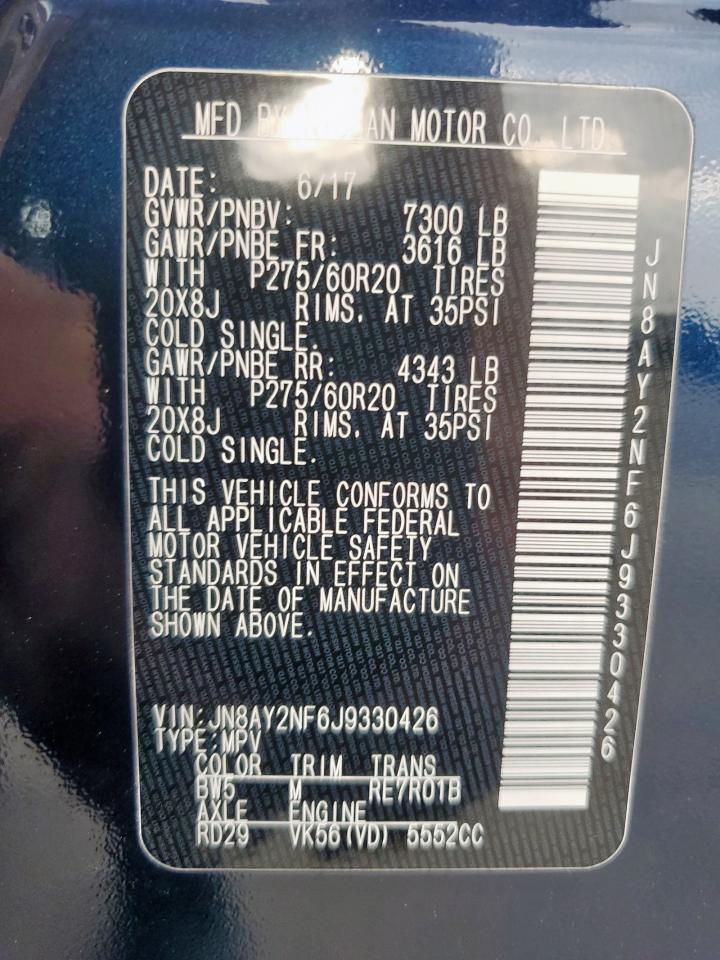 MFD BY NISSAN MOTOR CO., LTD.
DATE: 6/17
GVWR/PNBV: 7300 LB
GAWR/PNBE FR: 3616 LB
WITH P275/60R20 TIRES
20X8J RIMS, AT 35PSI
COLD SINGLE.
GAWR/PNBE RR: 4343 LB
WITH P275/60R20 TIRES
20X8J RIMS, AT 35PSI
COLD SINGLE.
THIS VEHICLE CONFORMS TO
ALL APPLICABLE FEDERAL
MOTOR VEHICLE SAFETY
STANDARDS IN EFFECT ON
THE DATE OF MANUFACTURE
SHOWN ABOVE.
VIN:JN8AY2NF6J9330426
TYPE:MPV
COLOR TRIM TRANS
BW5 M RE7R01B
AXLE ENGINE
RD29 VK56(VD) 5552CC
JN8AY2NF6J9330426